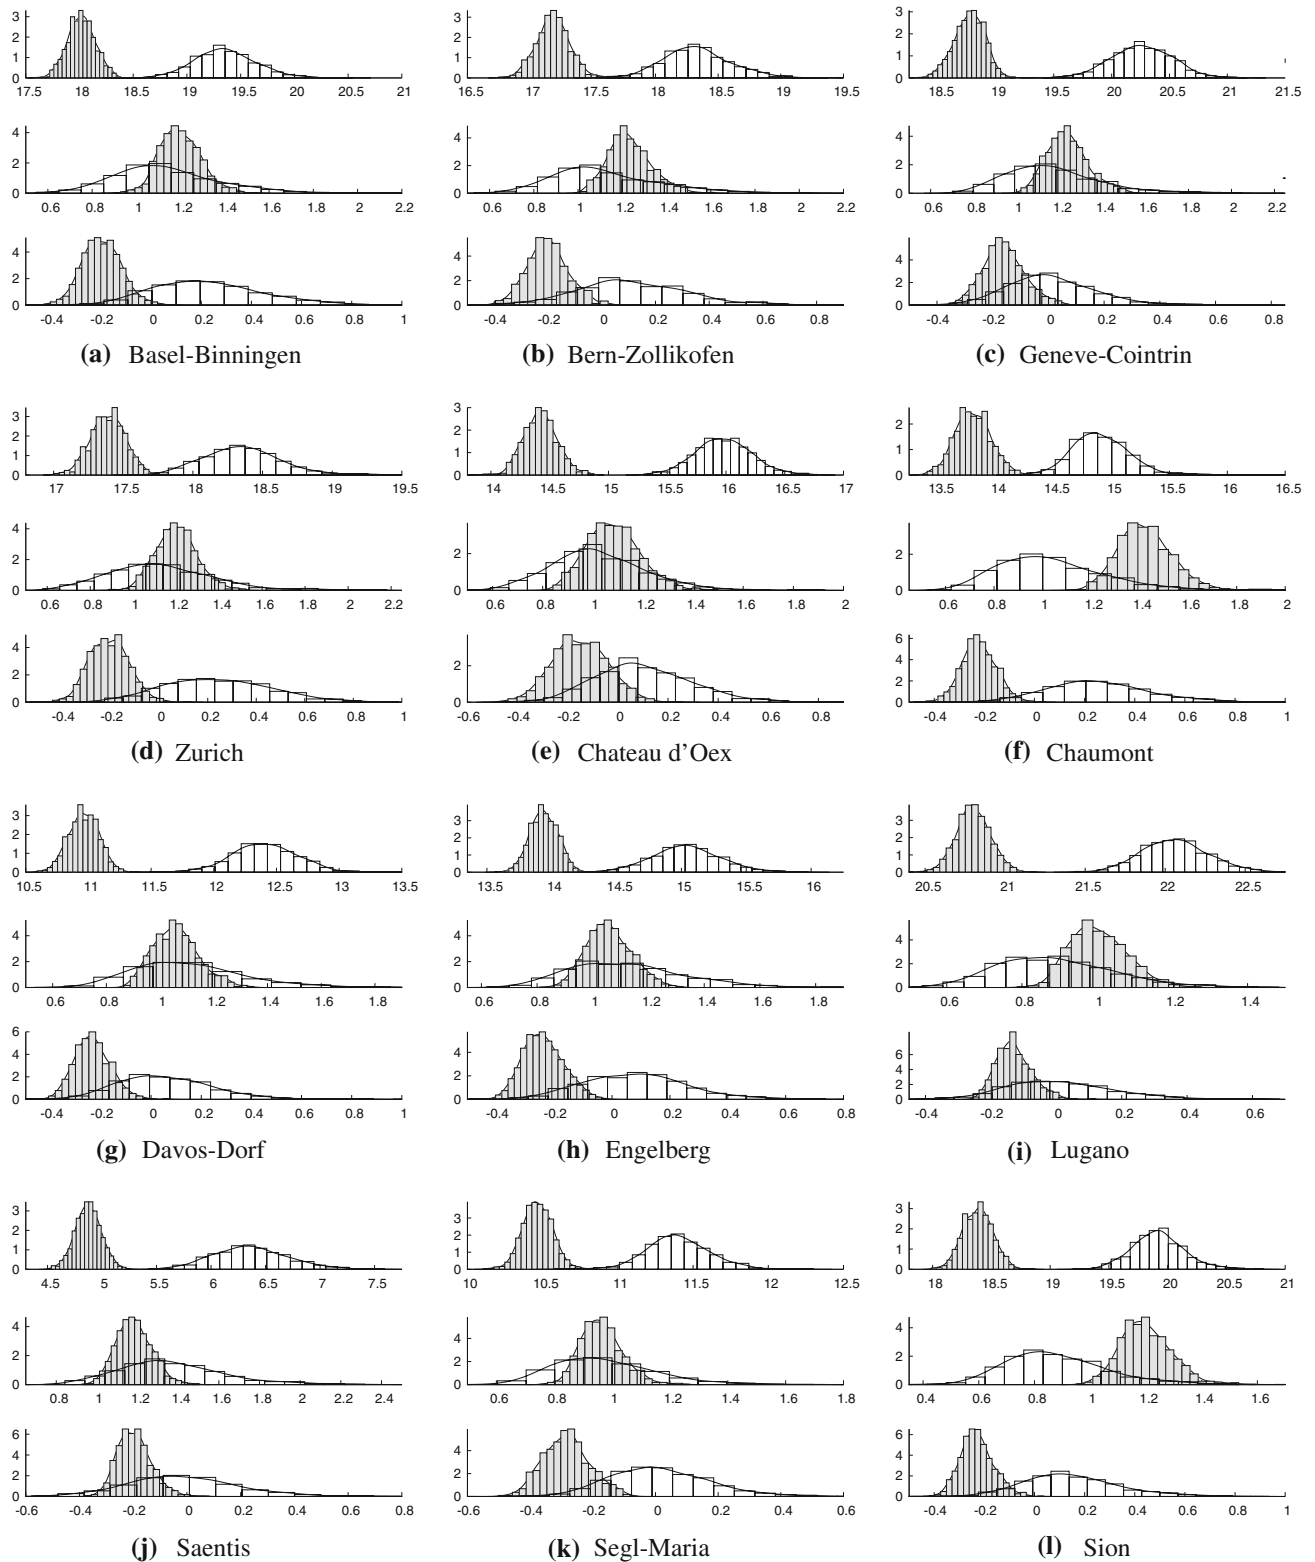 3
2
1
0
17.5 18 18.5 19 19.5 20 20.5 21
4
2
0
0.6 0.8 1 1.2 1.4 1.6 1.8 2 2.2
4
2
0
-0.4 -0.2 0 0.2 0.4 0.6 0.8 1
(a) Basel-Binningen
3
2
1
0
16.5 17 17.5 18 18.5 19 19.5
4
2
0
0.6 0.8 1 1.2 1.4 1.6 1.8 2 2.2
4
2
0
-0.4 -0.2 0 0.2 0.4 0.6 0.8
(b) Bern-Zollikofen
3
2
1
0
18.5 19 19.5 20 20.5 21 21.5
4
2
0
0.6 0.8 1 1.2 1.4 1.6 1.8 2 2.2
4
2
0
-0.4 -0.2 0 0.2 0.4 0.6 0.8
(c) Geneve-Cointrin
3
2
1
0
17 17.5 18 18.5 19 19.5
4
2
0
0.6 0.8 1 1.2 1.4 1.6 1.8 2 2.2
4
2
0
-0.4 -0.2 0 0.2 0.4 0.6 0.8 1
(d) Zurich
3
2
1
0
14 14.5 15 15.5 16 16.5 17
2
0
0.6 0.8 1 1.2 1.4 1.6 1.8 2
2
0
-0.6 -0.4 -0.2 0 0.2 0.4 0.6 0.8
(e) Chateau d'Oex
2
1
0
13.5 14 14.5 15 15.5 16 16.5
2
0
0.6 0.8 1 1.2 1.4 1.6 1.8 2
6
4
2
0
-0.4 -0.2 0 0.2 0.4 0.6 0.8 1
(f) Chaumont
3
2
1
0
10.5 11 11.5 12 12.5 13 13.5
4
2
0
0.6 0.8 1 1.2 1.4 1.6 1.8
6
4
2
0
-0.4 -0.2 0 0.2 0.4 0.6 0.8 1
(g) Davos-Dorf
3
2
1
0
13.5 14 14.5 15 15.5 16
4
2
0
0.6 0.8 1 1.2 1.4 1.6 1.8
4
2
0
-0.4 -0.2 0 0.2 0.4 0.6 0.8
(h) Engelberg
3
2
1
0
20.5 21 21.5 22 22.5
4
2
0
0.6 0.8 1 1.2 1.4
6
4
2
0
-0.4 -0.2 0 0.2 0.4 0.6
(i) Lugano
3
2
1
0
4.5 5 5.5 6 6.5 7 7.5
4
2
0
0.8 1 1.2 1.4 1.6 1.8 2 2.2 2.4
6
4
2
0
-0.6 -0.4 -0.2 0 0.2 0.4 0.6 0.8
(j) Saentis
3
2
1
0
10 10.5 11 11.5 12 12.5
4
2
0
0.6 0.8 1 1.2 1.4 1.6 1.8
4
2
0
-0.6 -0.4 -0.2 0 0.2 0.4 0.6
(k) Segl-Maria
3
2
1
0
18 18.5 19 19.5 20 20.5 21
4
2
0
0.4 0.6 0.8 1 1.2 1.4 1.6
6
4
2
0
-0.4 -0.2 0 0.2 0.4 0.6 0.8 1
(l) Sion